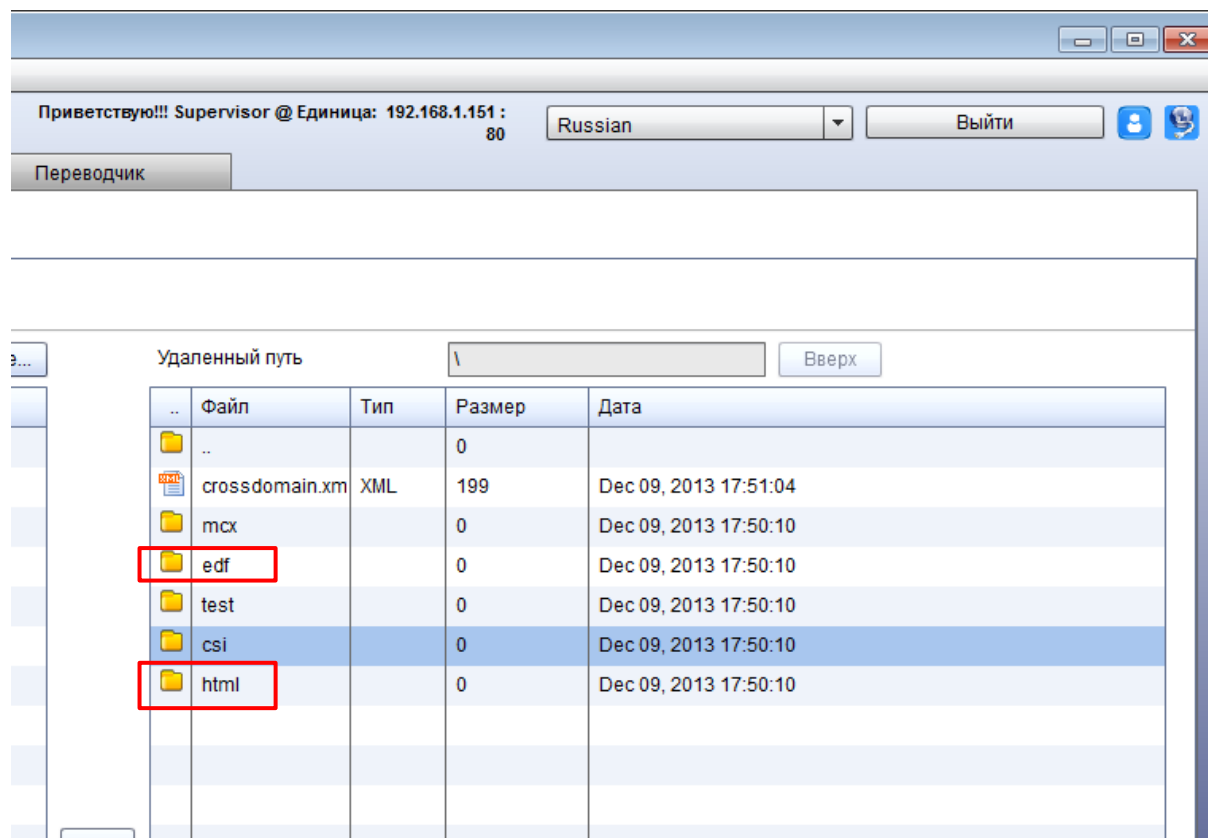 Приветствую!!! Supervisor @ Единица: 192.168.1.151 :
80
Russian
Выйти
Переводчик
е...
Удаленный путь
\
Вверх
.. Файл Тип Размер Дата
.. 0
crossdomain.xm XML 199 Dec 09, 2013 17:51:04
mcx 0 Dec 09, 2013 17:50:10
edf 0 Dec 09, 2013 17:50:10
test 0 Dec 09, 2013 17:50:10
csi 0 Dec 09, 2013 17:50:10
html 0 Dec 09, 2013 17:50:10